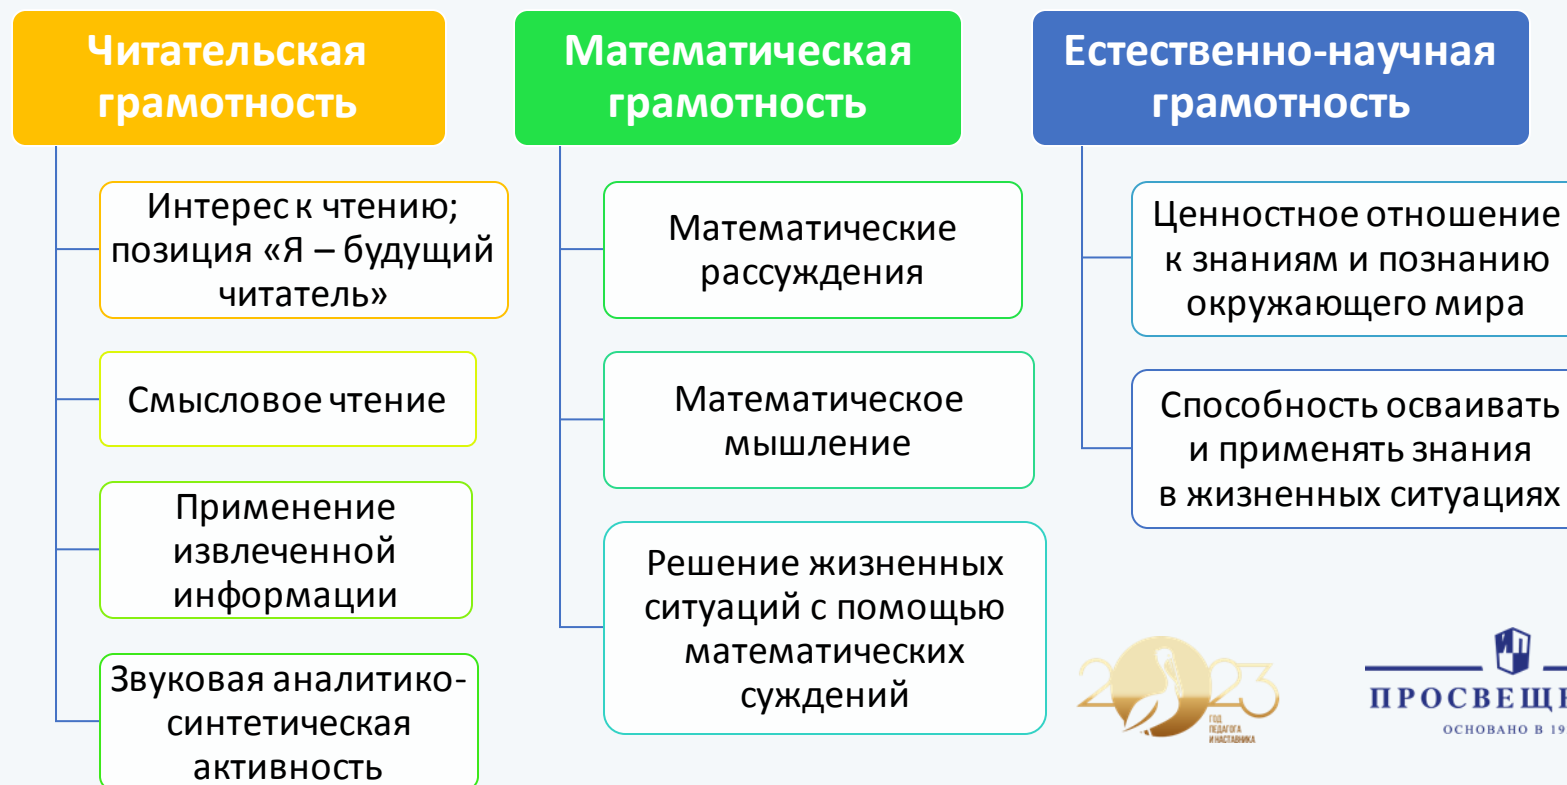 Читательская
грамотность
Интерес к чтению;
позиция «Я – будущий
читатель»
Смысловое чтение
Применение
извлеченной
информации
Звуковая аналитико-
синтетическая
активность
Математическая
грамотность
Математические
рассуждения
Математическое
мышление
Решение жизненных
ситуаций с помощью
математических
суждений
Естественно-научная
грамотность
Ценностное отношение
к знаниям и познанию
окружающего мира
Способность осваивать
и применять знания
в жизненных ситуациях
2023
ГОД
ПЕДАГОГА
И НАСТАВНИКА
ОСНОВАНО В